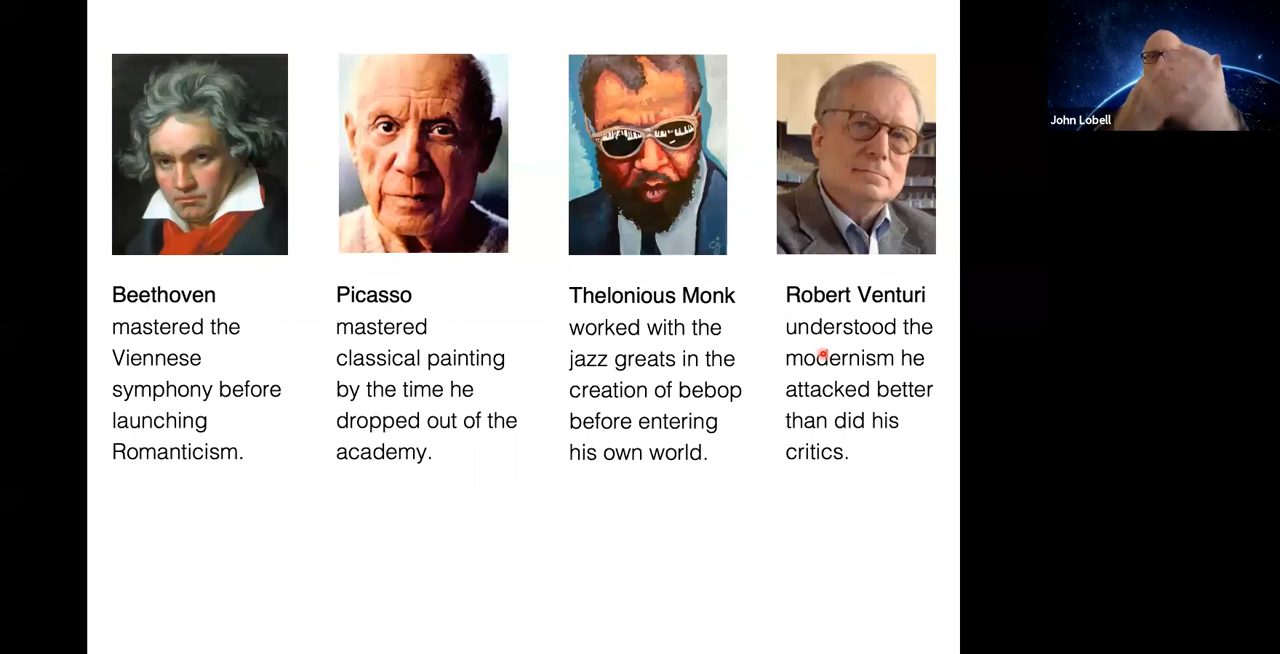 Beethoven
mastered the
Viennese
symphony before
launching
Romanticism.
Picasso
mastered
classical painting
by the time he
dropped out of the
academy.
Thelonious Monk
worked with the
jazz greats in the
creation of bebop
before entering
his own world.
Robert Venturi
understood the
modernism he
attacked better
than did his
critics.
John Lobell